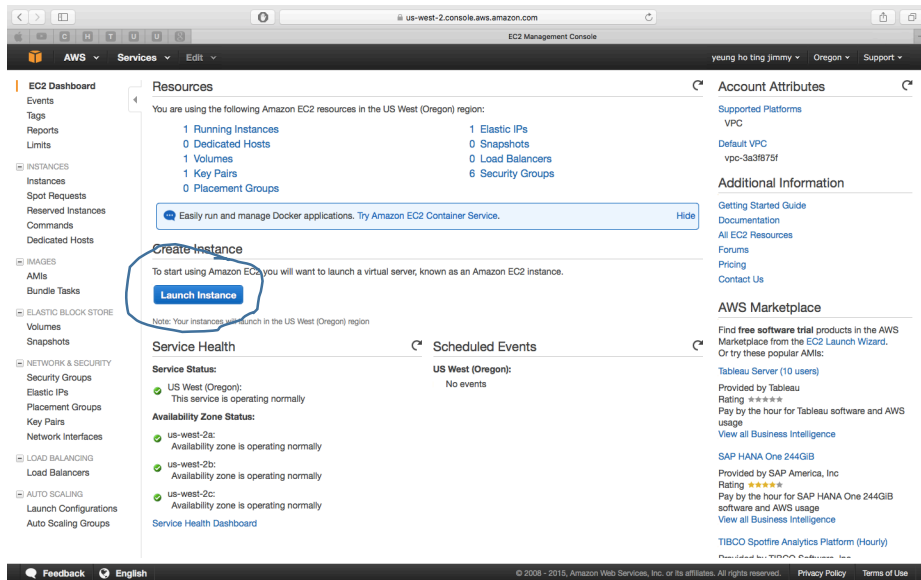 us-west-2.console.aws.amazon.com
C H T U U 8
EC2 Management Console
AWS Services Edit
yeung ho ting jimmy Oregon Support
EC2 Dashboard
Events
Tags
Reports
Limits
INSTANCES
Instances
Spot Requests
Reserved Instances
Commands
Dedicated Hosts
IMAGES
AMIs
Bundle Tasks
ELASTIC BLOCK STORE
Volumes
Snapshots
NETWORK & SECURITY
Security Groups
Elastic IPs
Placement Groups
Key Pairs
Network Interfaces
LOAD BALANCING
Load Balancers
AUTO SCALING
Launch Configurations
Auto Scaling Groups
Resources
You are using the following Amazon EC2 resources in the US West (Oregon) region:
1 Running Instances
0 Dedicated Hosts
1 Volumes
1 Key Pairs
0 Placement Groups
1 Elastic IPs
0 Snapshots
0 Load Balancers
6 Security Groups
Easily run and manage Docker applications. Try Amazon EC2 Container Service. Hide
Create Instance
To start using Amazon EC2 you will want to launch a virtual server, known as an Amazon EC2 instance.
Launch Instance
Note: Your instances will launch in the US West (Oregon) region
Service Health
Service Status:
US West (Oregon):
This service is operating normally
Availability Zone Status:
us-west-2a:
Availability zone is operating normally
us-west-2b:
Availability zone is operating normally
us-west-2c:
Availability zone is operating normally
Service Health Dashboard
Scheduled Events
US West (Oregon):
No events
Account Attributes
Supported Platforms
VPC
Default VPC
vpc-3a3f875f
Additional Information
Getting Started Guide
Documentation
All EC2 Resources
Forums
Pricing
Contact Us
AWS Marketplace
Find free software trial products in the AWS
Marketplace from the EC2 Launch Wizard.
Or try these popular AMIs:
Tableau Server (10 users)
Provided by Tableau
Rating
Pay by the hour for Tableau software and AWS
usage
View all Business Intelligence
SAP HANA One 244GiB
Provided by SAP America, Inc
Rating
Pay by the hour for SAP HANA One 244GiB
software and AWS usage
View all Business Intelligence
TIBCO Spotfire Analytics Platform (Hourly)
Provided by TIBCO Software, Inc
Feedback English
© 2008 - 2015, Amazon Web Services, Inc. or its affiliates. All rights reserved. Privacy Policy Terms of Use